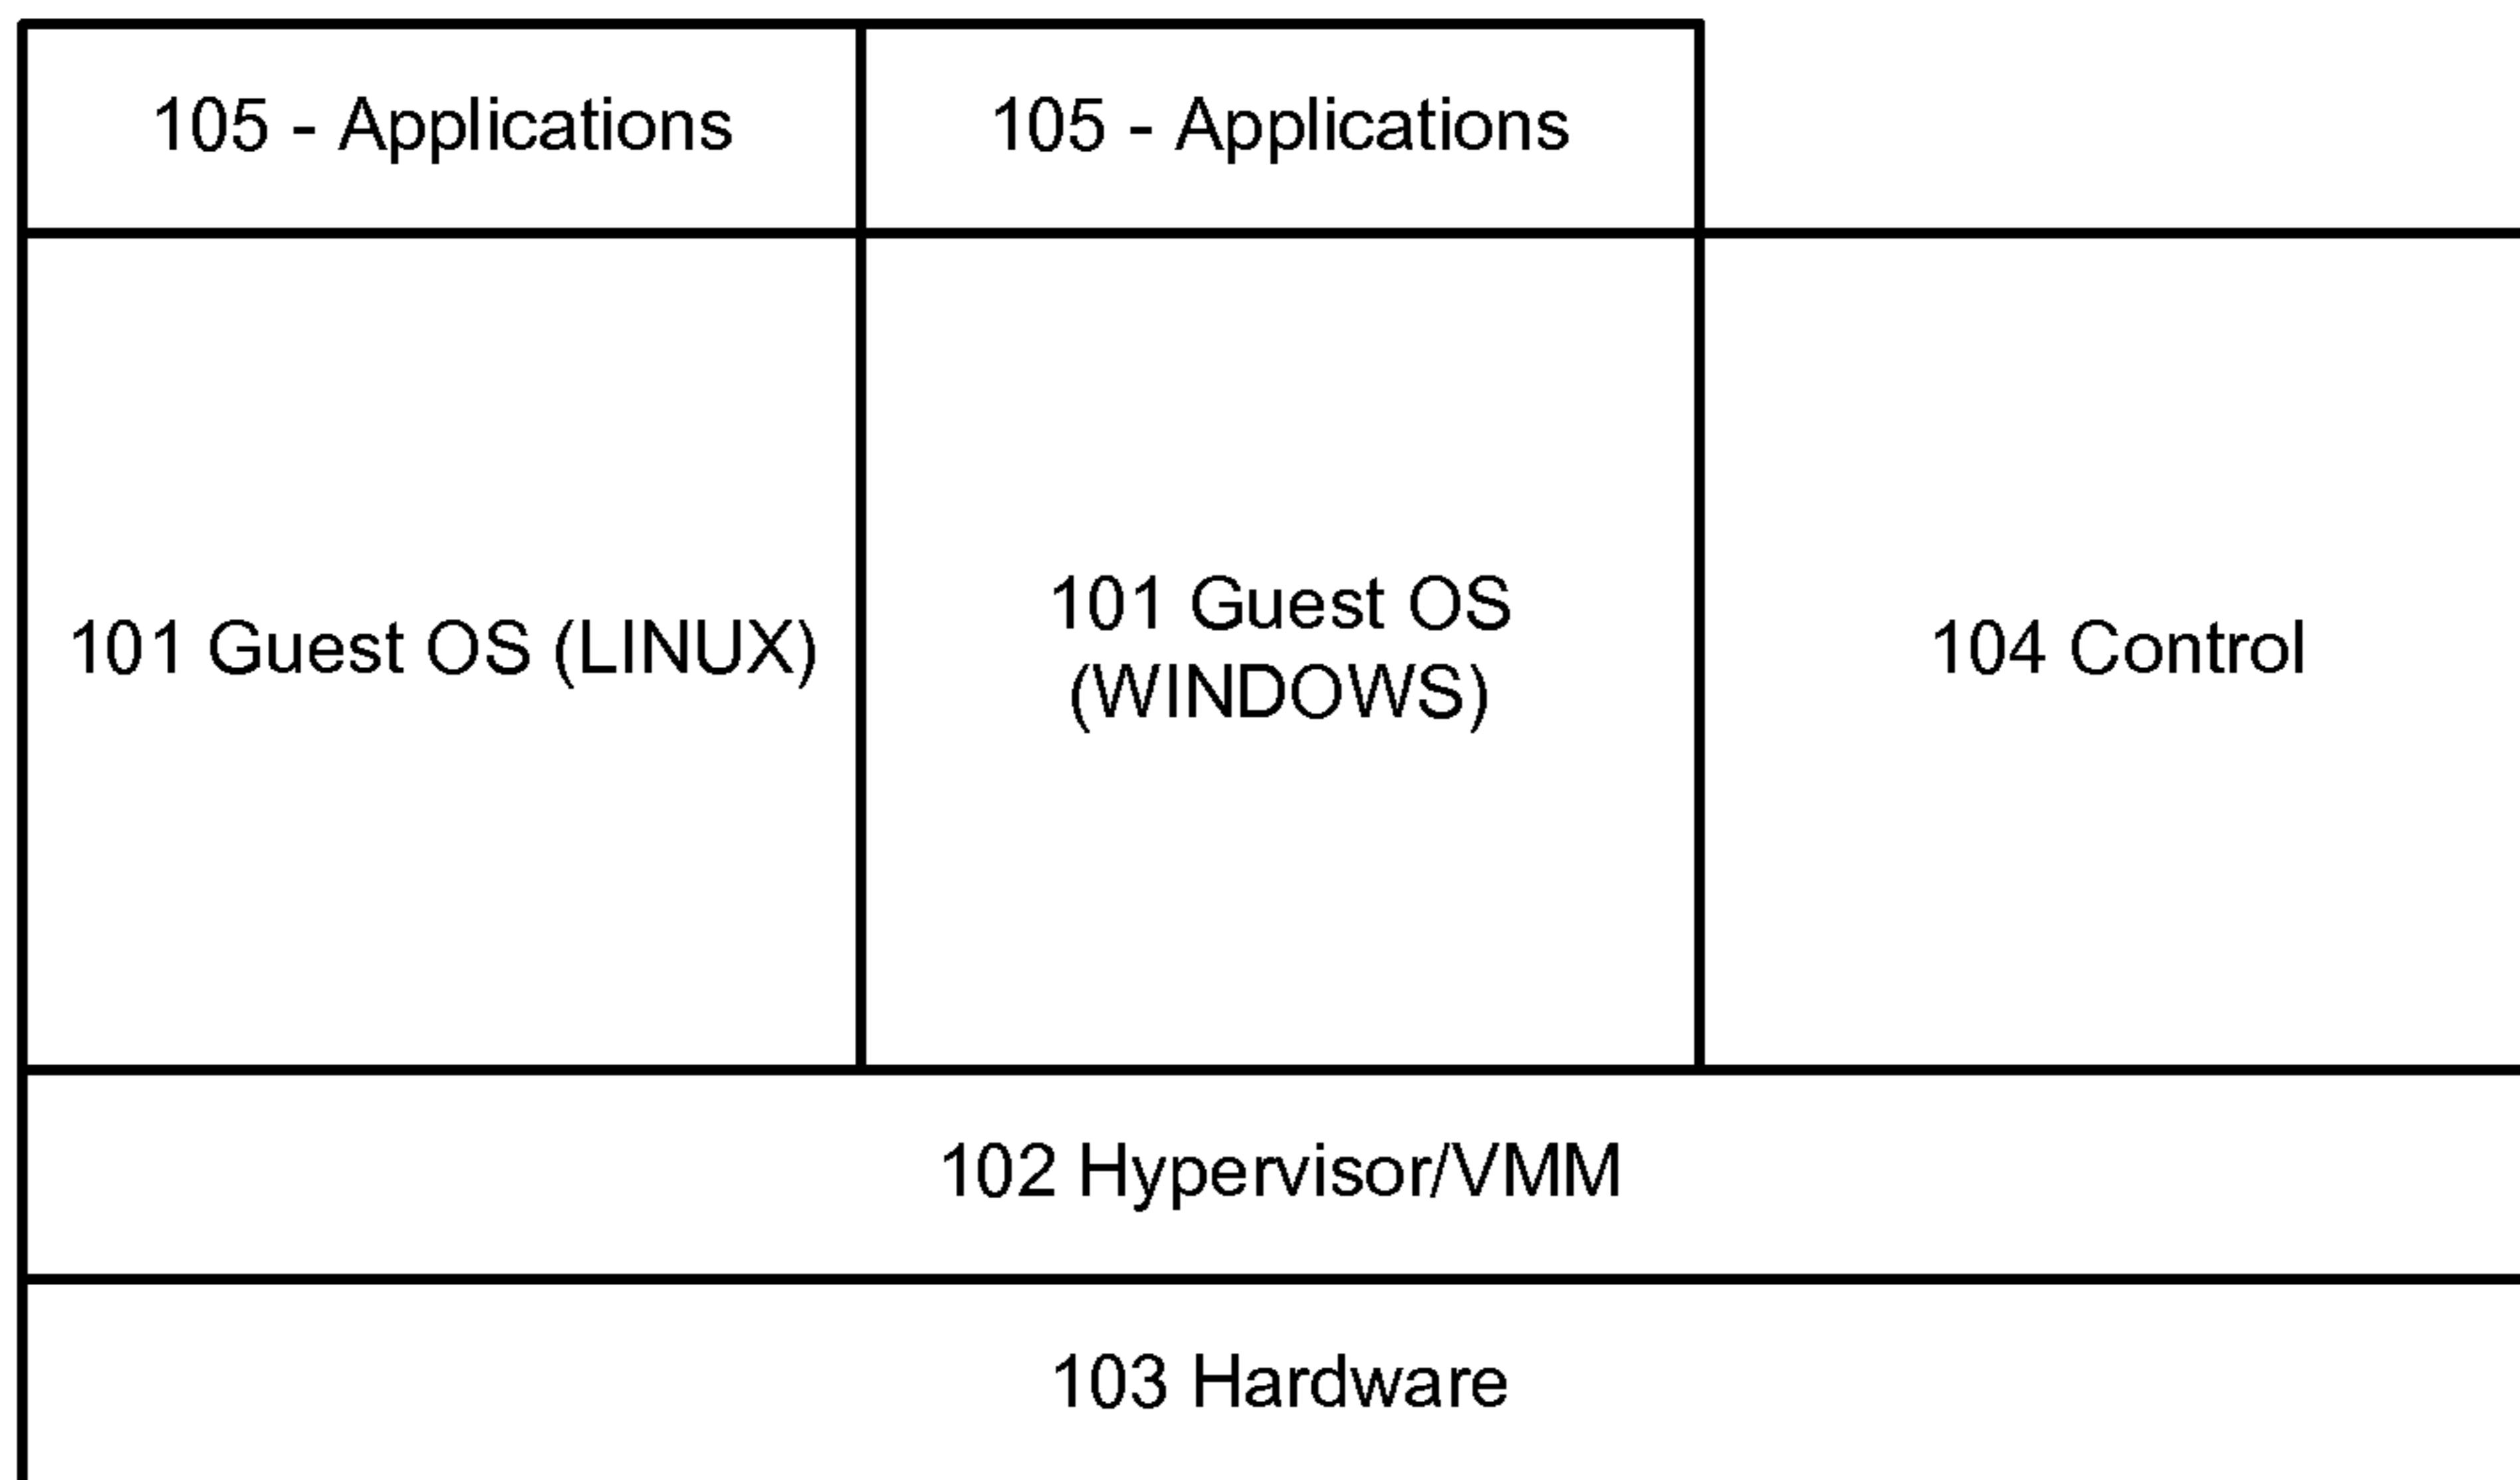 105 - Applications
105 - Applications
101 Guest OS (LINUX)
101 Guest OS
(WINDOWS)
104 Control
102 Hypervisor/VMM
103 Hardware